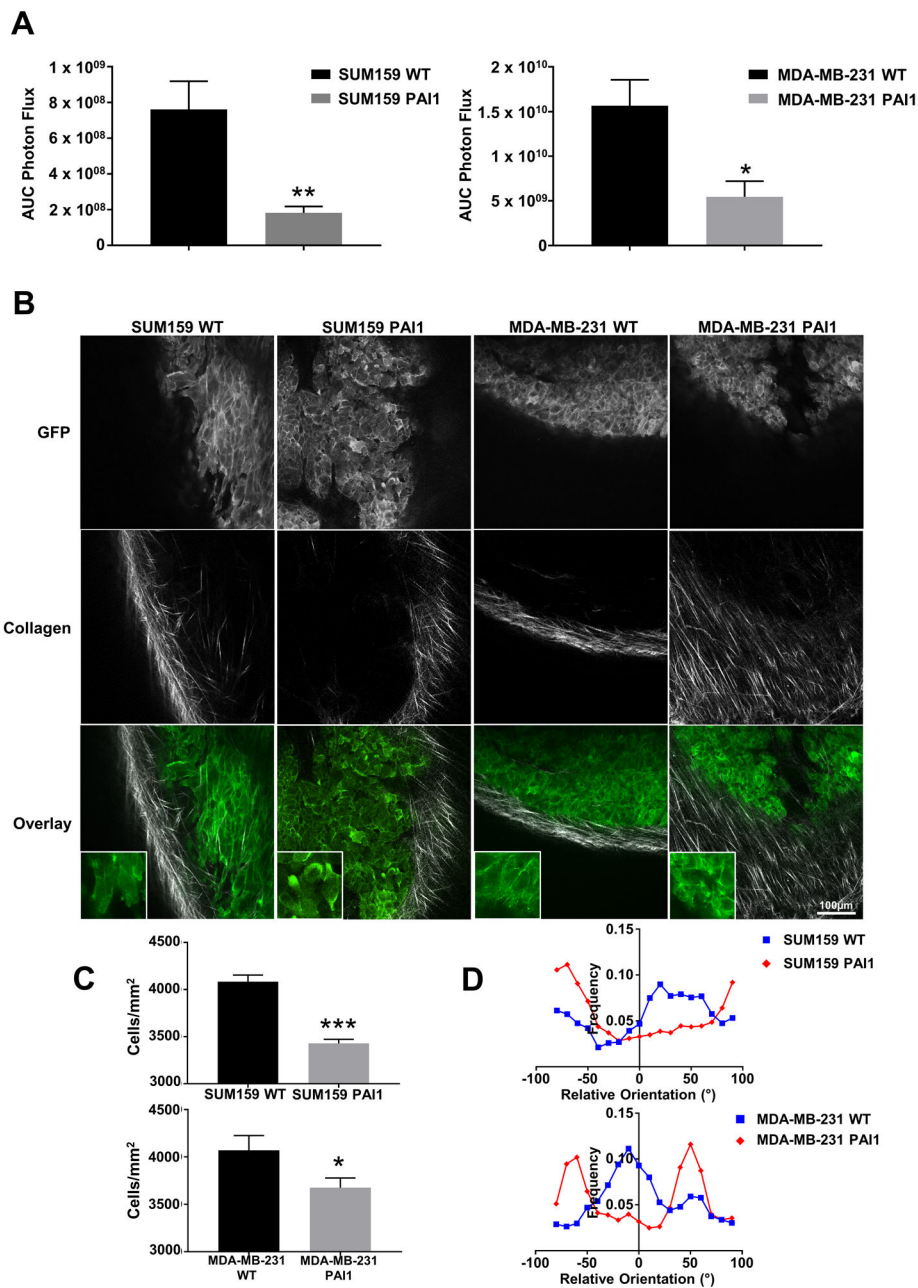 A
1 x 10⁰⁹
8 x 10⁰⁸
6 x 10⁰⁸
4 x 10⁰⁸
2 x 10⁰⁸
0
AUC Photon Flux
**
SUM159 WT
SUM159 PAI1
2 x 10¹⁰
1.5 x 10¹⁰
1 x 10¹⁰
5 x 10⁰⁹
0
AUC Photon Flux
*
MDA-MB-231 WT
MDA-MB-231 PAI1
B
SUM159 WT
SUM159 PAI1
MDA-MB-231 WT
MDA-MB-231 PAI1
GFP
Collagen
Overlay
100µm
C
4500
4000
3500
3000
Cells/mm²
***
SUM159 WT
SUM159 PAI1
4500
4000
3500
3000
Cells/mm²
*
MDA-MB-231
WT
MDA-MB-231
PAI1
D
0.15
0.10
0.05
Frequency
-100
-50
0
50
100
Relative Orientation (°)
SUM159 WT
SUM159 PAI1
0.15
0.10
0.05
Frequency
-100
-50
0
50
100
Relative Orientation (°)
MDA-MB-231 WT
MDA-MB-231 PAI1